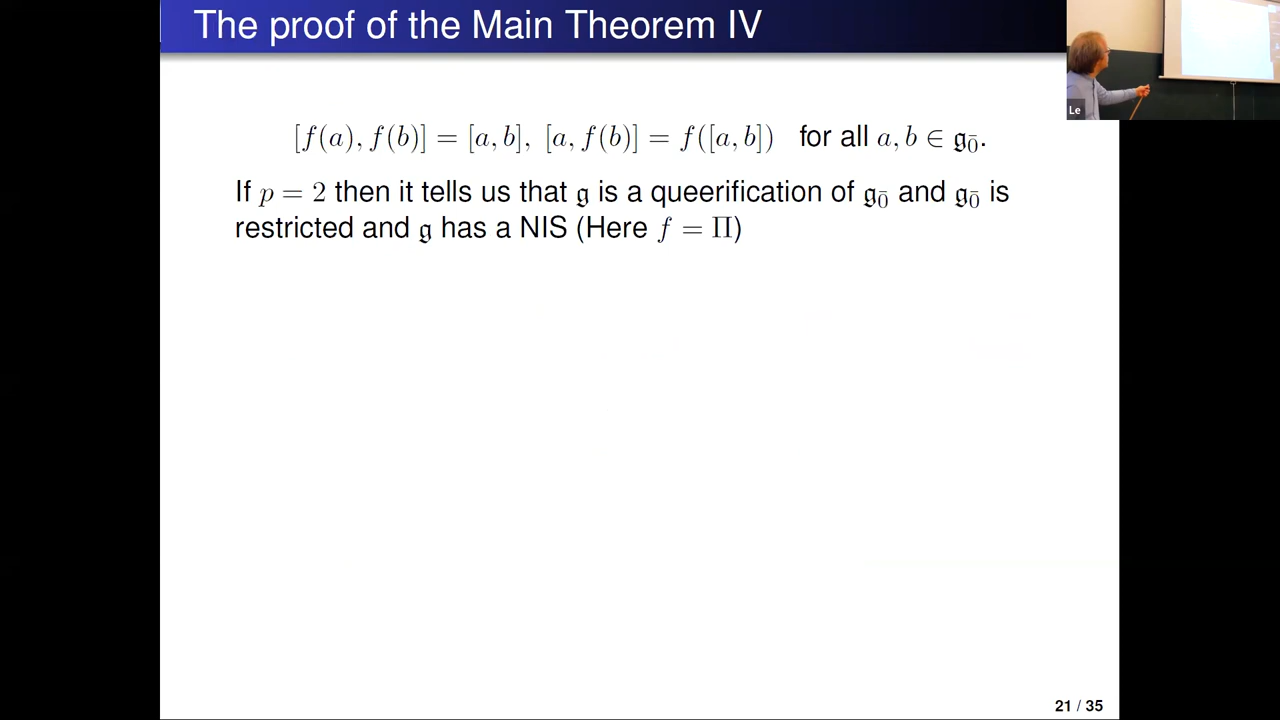 The proof of the Main Theorem IV
Le
[f(a), f(b)] = [a, b], [a, f(b)] = f([a, b]) for all a, b ∈ 𝔤_0̄.
If p = 2 then it tells us that 𝔤 is a queerification of 𝔤_0̄ and 𝔤_0̄ is
restricted and 𝔤 has a NIS (Here f = Π)
21 / 35